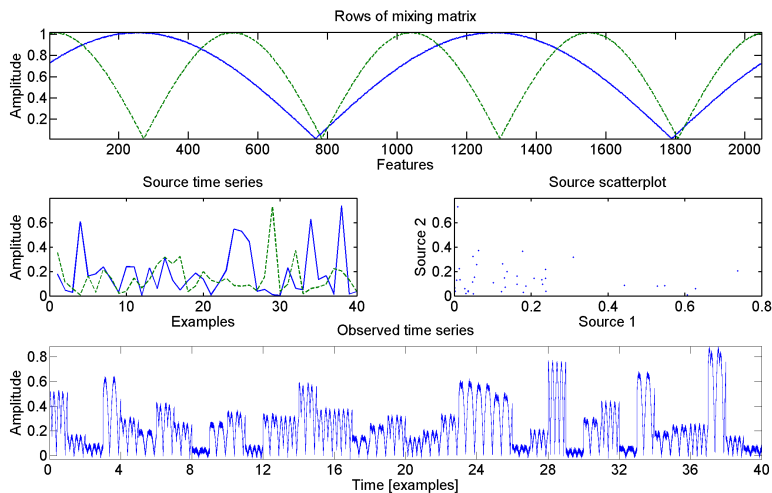 Rows of mixing matrix
Amplitude
1
0.8
0.6
0.4
0.2
200 400 600 800 1000 1200 1400 1600 1800 2000
Features
Source time series
Amplitude
0.6
0.4
0.2
0
0 10 20 30 40
Examples
Source scatterplot
Source 2
0.6
0.4
0.2
0
0 0.2 0.4 0.6 0.8
Source 1
Observed time series
Amplitude
0.8
0.6
0.4
0.2
0
0 4 8 12 16 20 24 28 32 36 40
Time [examples]